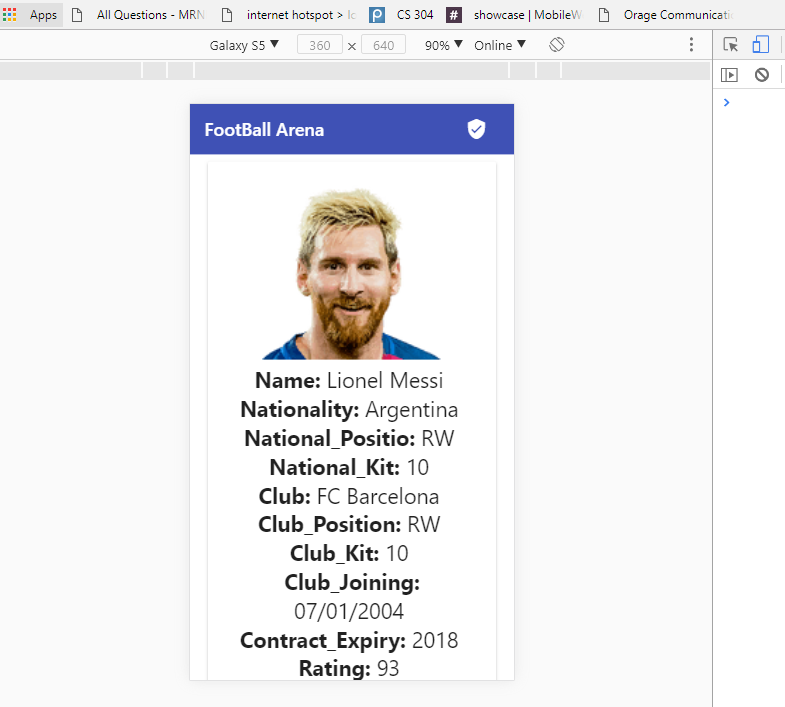 Apps All Questions - MRN internet hotspot > Ic CS 304 showcase | MobileW Orage Communicati
Galaxy S5 ▼ 360 × 640 90% ▼ Online ▼
FootBall Arena
Name: Lionel Messi
Nationality: Argentina
National_Positio: RW
National_Kit: 10
Club: FC Barcelona
Club_Position: RW
Club_Kit: 10
Club_Joining:
07/01/2004
Contract_Expiry: 2018
Rating: 93